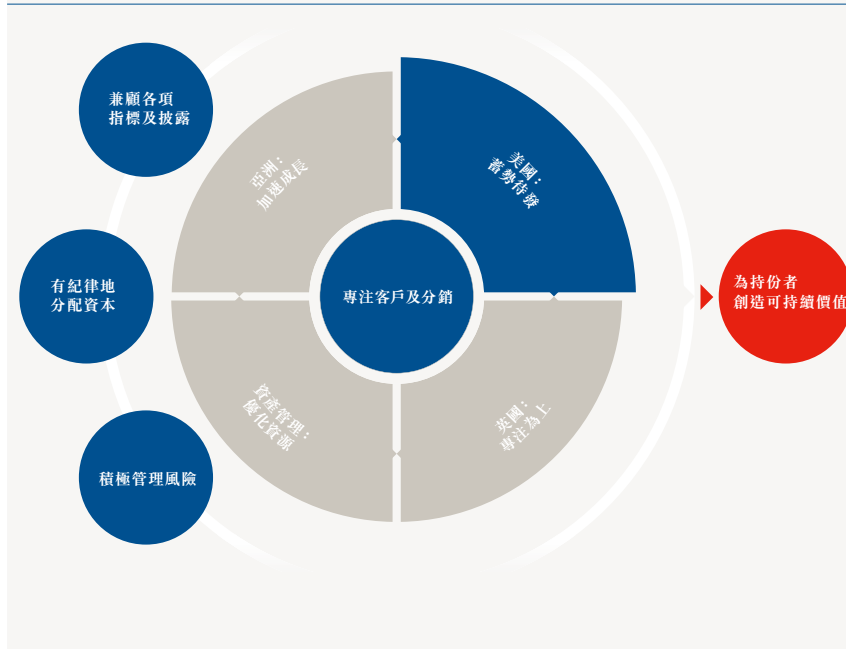 兼顧各項
指標及披露
有紀律地
分配資本
積極管理風險
亞洲：
加速成長
美國：
蓄勢待發
專注客戶及分銷
資產管理：
優化資源
英國：
專注為上
為持份者
創造可持續價值